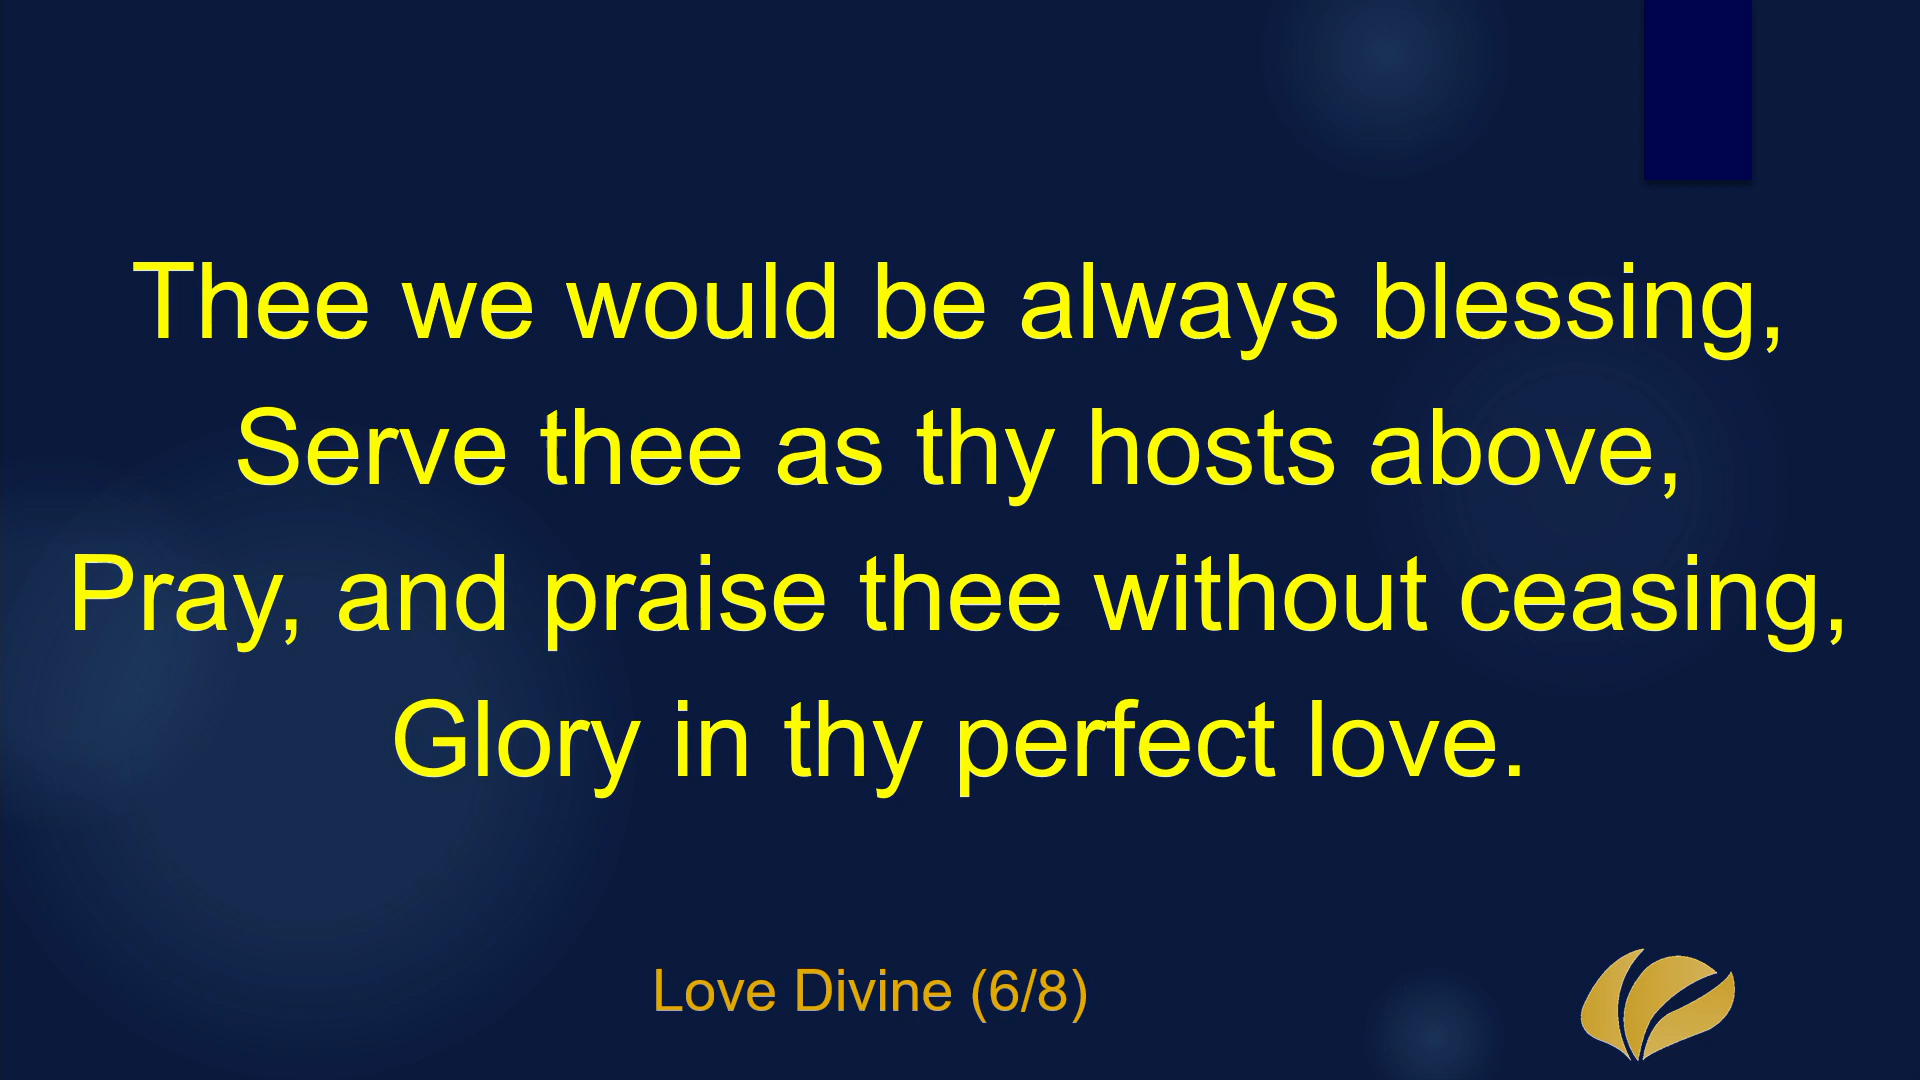 Thee we would be always blessing,
Serve thee as thy hosts above,
Pray, and praise thee without ceasing,
Glory in thy perfect love.
Love Divine (6/8)